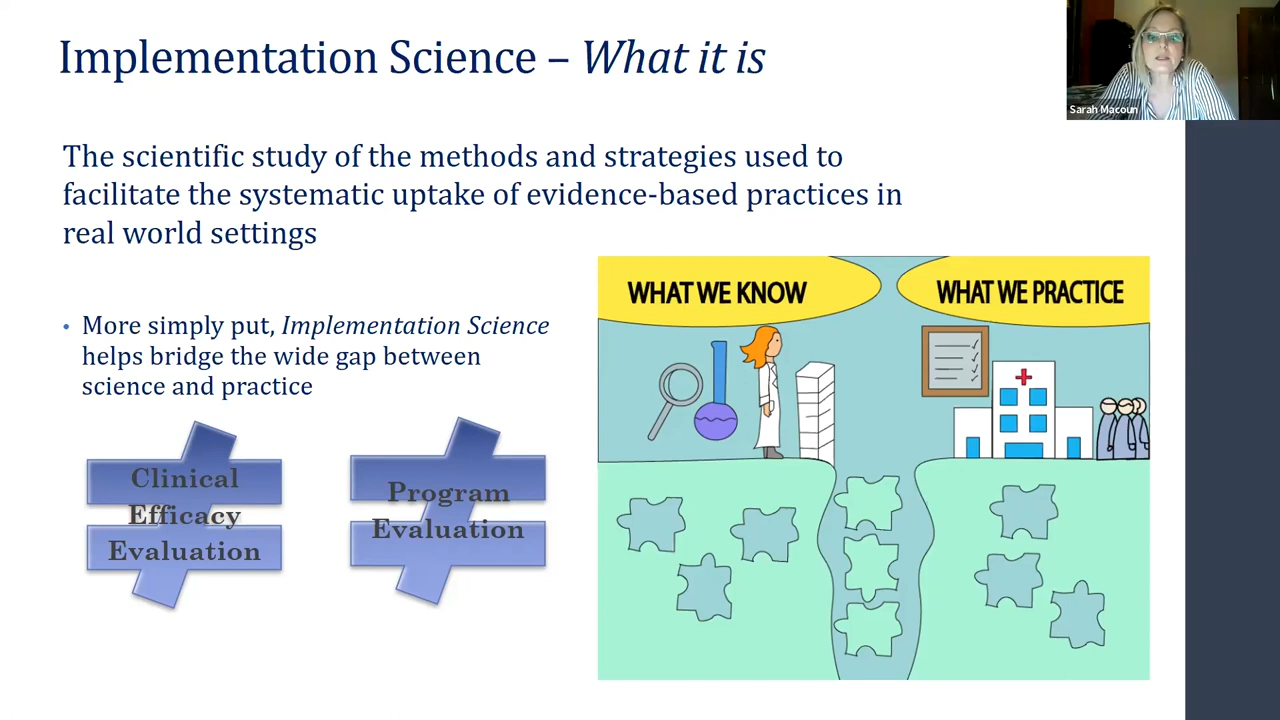 Implementation Science – What it is
Sarah Macoun
The scientific study of the methods and strategies used to
facilitate the systematic uptake of evidence-based practices in
real world settings
• More simply put, Implementation Science
helps bridge the wide gap between
science and practice
Clinical
Efficacy
Evaluation
Program
Evaluation
WHAT WE KNOW
WHAT WE PRACTICE